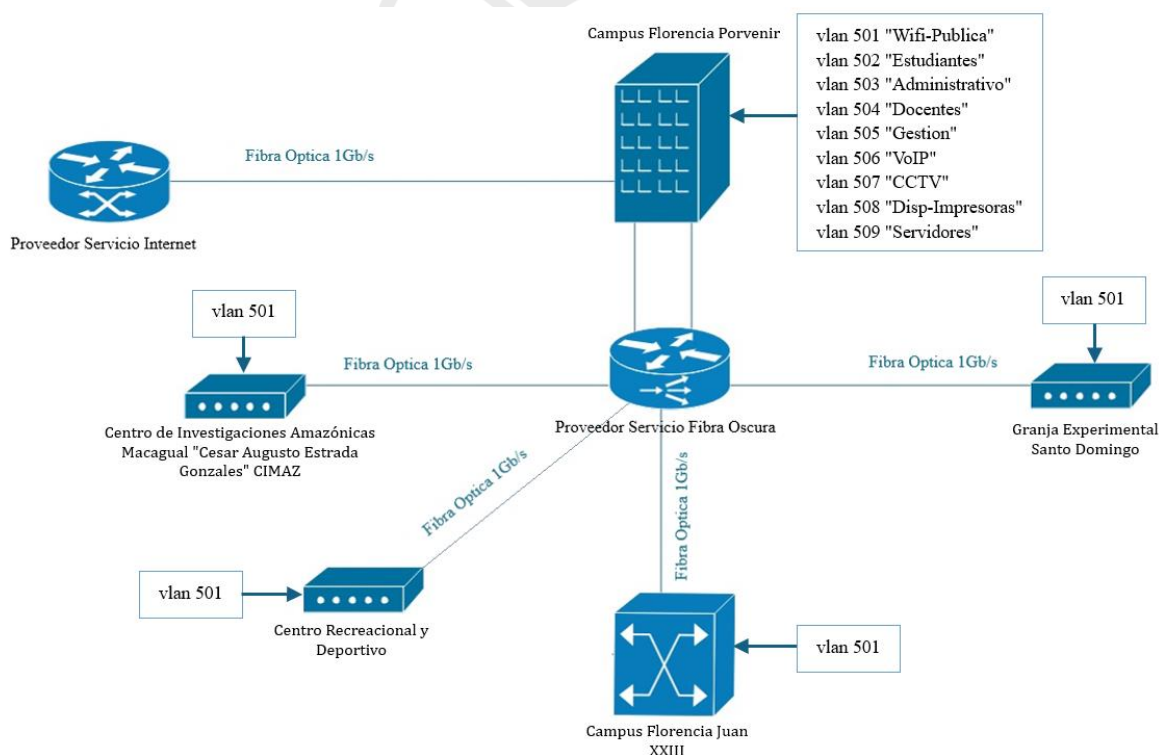 Campus Florencia Porvenir
vlan 501 "Wifi-Publica"
vlan 502 "Estudiantes"
vlan 503 "Administrativo"
vlan 504 "Docentes"
vlan 505 "Gestion"
vlan 506 "VoIP"
vlan 507 "CCTV"
vlan 508 "Disp-Impresoras"
vlan 509 "Servidores"
Fibra Optica 1Gb/s
Proveedor Servicio Internet
vlan 501
vlan 501
Fibra Optica 1Gb/s
Fibra Optica 1Gb/s
Centro de Investigaciones Amazónicas
Macagual "Cesar Augusto Estrada
Gonzales" CIMAZ
Proveedor Servicio Fibra Oscura
Granja Experimental
Santo Domingo
Fibra Optica 1Gb/s
Fibra Optica 1Gb/s
vlan 501
Centro Recreacional y
Deportivo
vlan 501
Campus Florencia Juan
XXIII